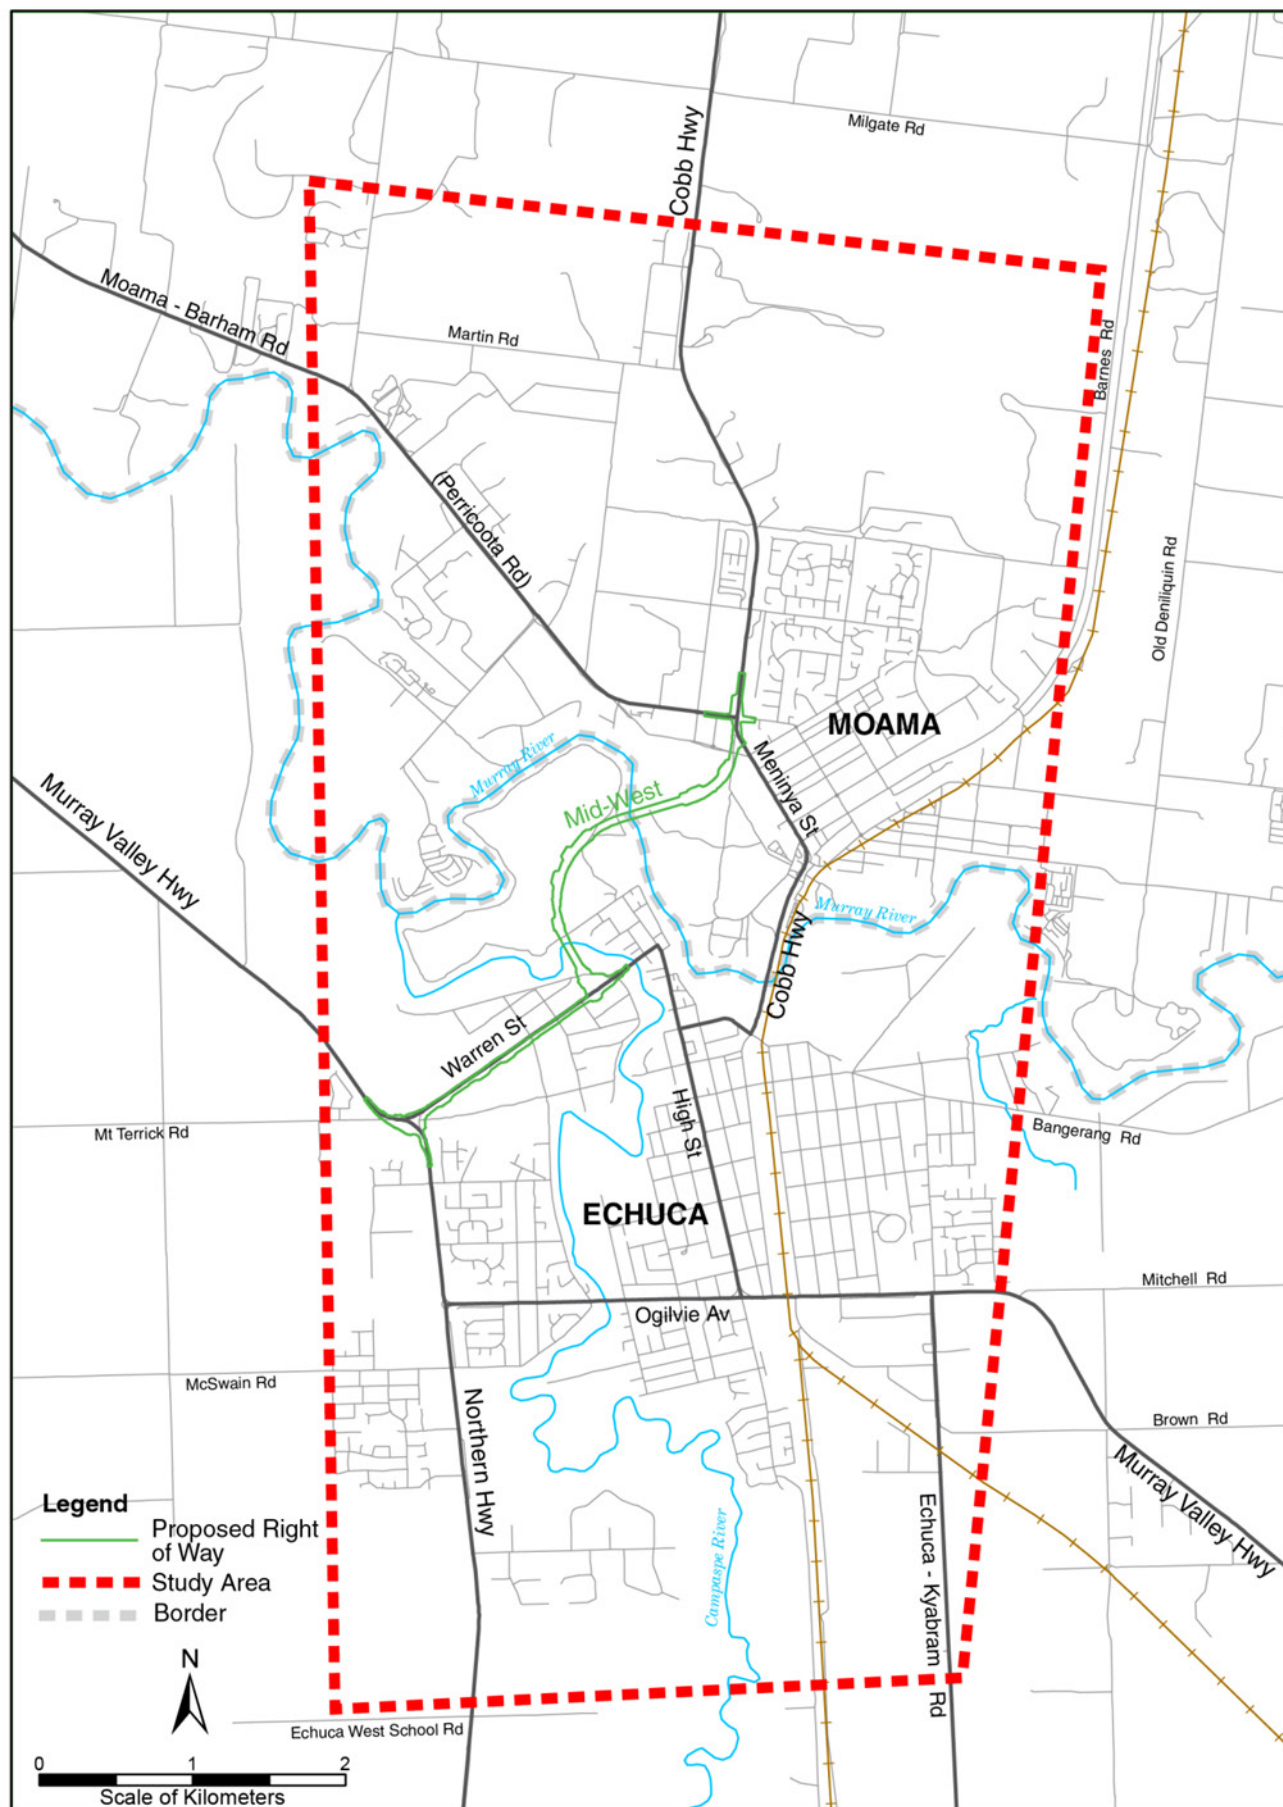 Milgate Rd
Cobb Hwy
Moama - Barham Rd
Martin Rd
Barnes Rd
(Perricoota Rd)
Old Deniliquin Rd
MOAMA
Murray River
Meninya St
Mid-West
Murray Valley Hwy
Murray River
Cobb Hwy
Warren St
High St
Mt Terrick Rd
Bangerang Rd
ECHUCA
Mitchell Rd
Ogilvie Av
McSwain Rd
Northern Hwy
Brown Rd
Murray Valley Hwy
Echuca - Kyabram Rd
Campaspe River
Legend
Proposed Right
of Way
Study Area
Border
N
Echuca West School Rd
0 1 2
Scale of Kilometers